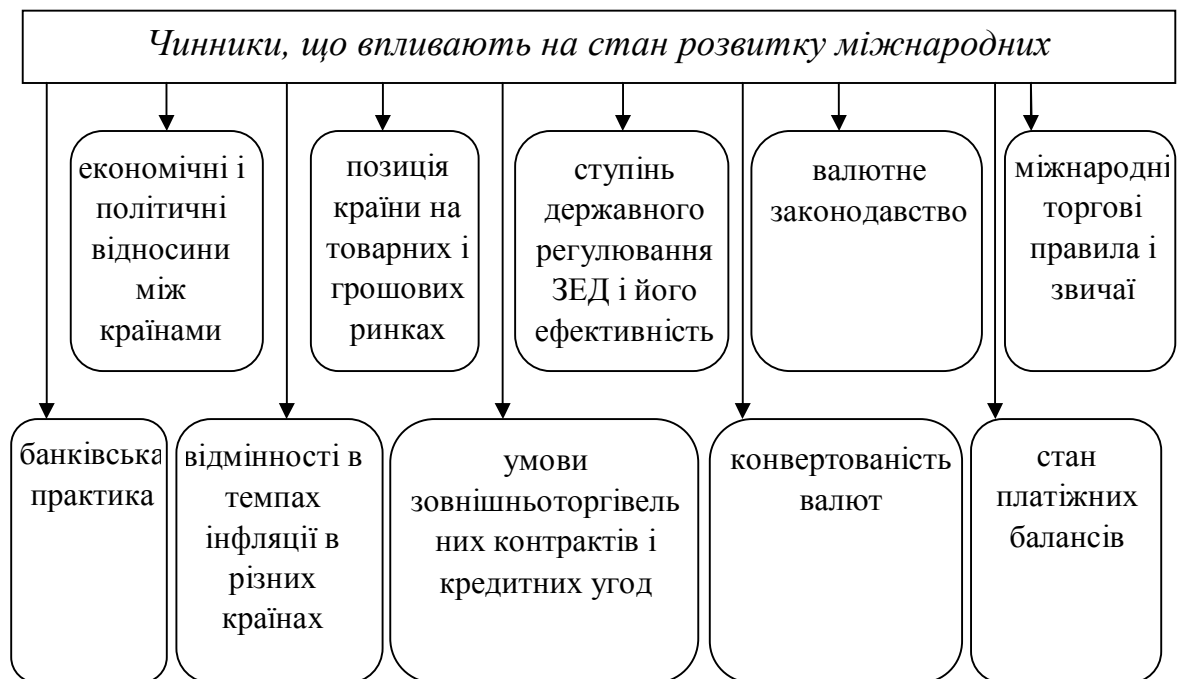 Чинники, що впливають на стан розвитку міжнародних
економічні і
політичні
відносини
між
країнами
позиція
країни на
товарних і
грошових
ринках
ступінь
державного
регулювання
ЗЕД і його
ефективність
валютне
законодавство
міжнародні
торгові
правила і
звичаї
банківська
практика
відмінності в
темпах
інфляції в
різних
країнах
умови
зовнішньоторгівель
них контрактів і
кредитних угод
конвертованість
валют
стан
платіжних
балансів